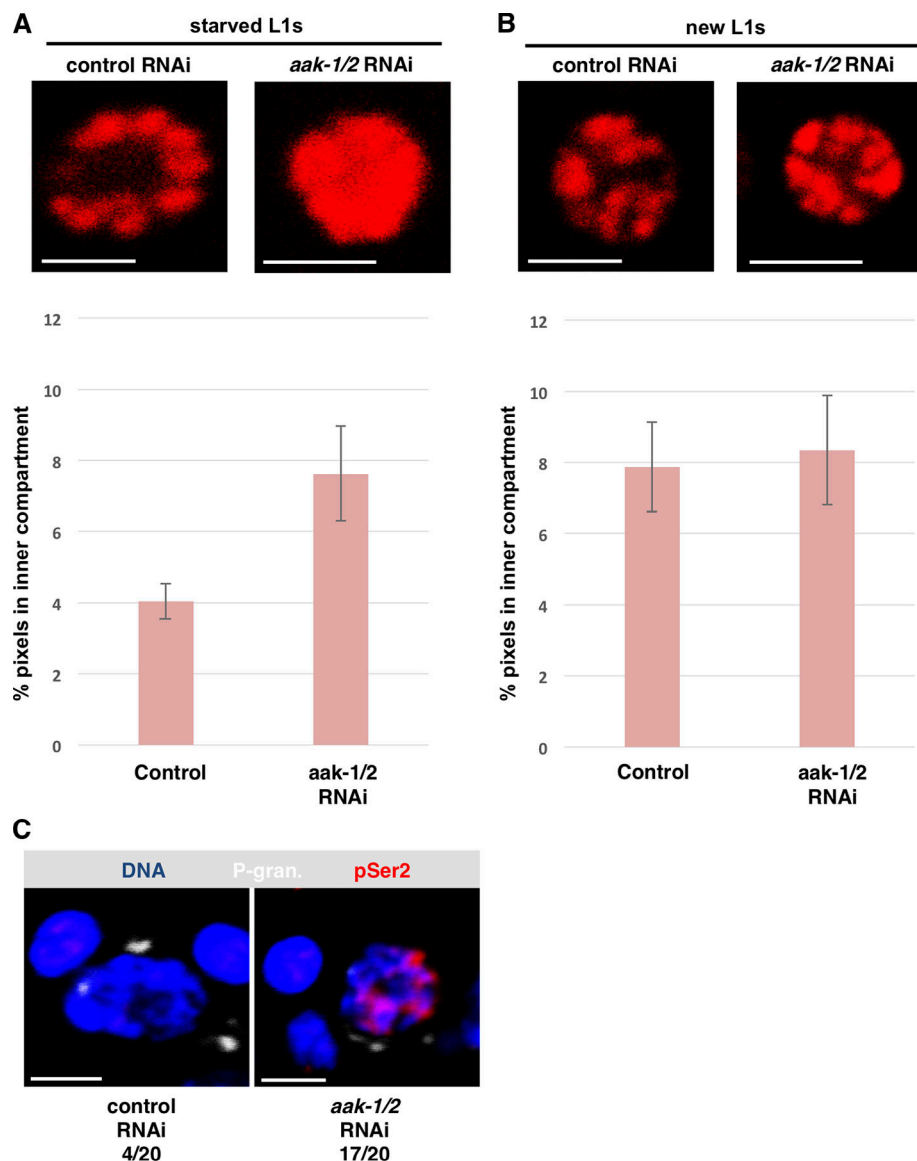 A
starved L1s
control RNAi
aak-1/2 RNAi
% pixels in inner compartment
12
10
8
6
4
2
0
Control
aak-1/2
RNAi
B
new L1s
control RNAi
aak-1/2 RNAi
% pixels in inner compartment
12
10
8
6
4
2
0
Control
aak-1/2
RNAi
C
DNA P-gran. pSer2
control
RNAi
4/20
aak-1/2
RNAi
17/20